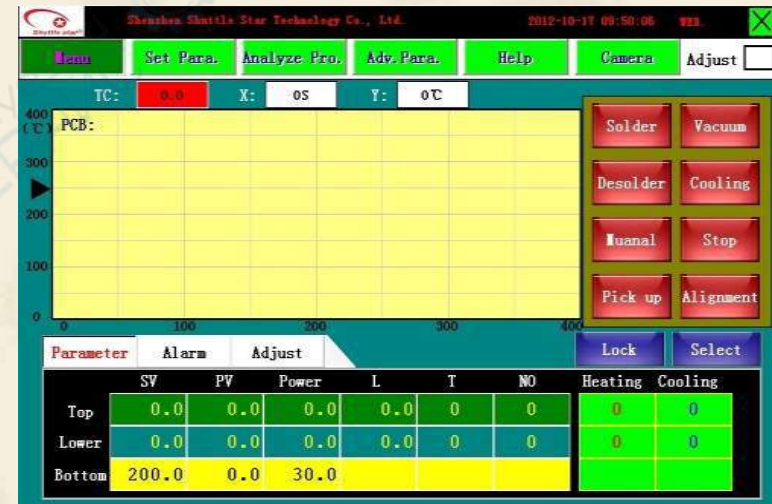 Shuttle star
Shenzhen Shuttle Star Technology Co., Ltd. 2012-10-17 09:50:06 WED.
Menu Set Para. Analyze Pro. Adv.Para. Help Camera Adjust
TC: 0.0 X: 0S Y: 0℃
400
(℃) PCB:
300
200
100
0
0 100 200 300 400
Solder Vacuum
Desolder Cooling
Muanal Stop
Pick up Alignment
Lock Select
Parameter Alarm Adjust
SV PV Power L T NO Heating Cooling
Top 0.0 0.0 0.0 0.0 0 0 0 0
Lower 0.0 0.0 0.0 0.0 0 0 0 0
Bottom 200.0 0.0 30.0